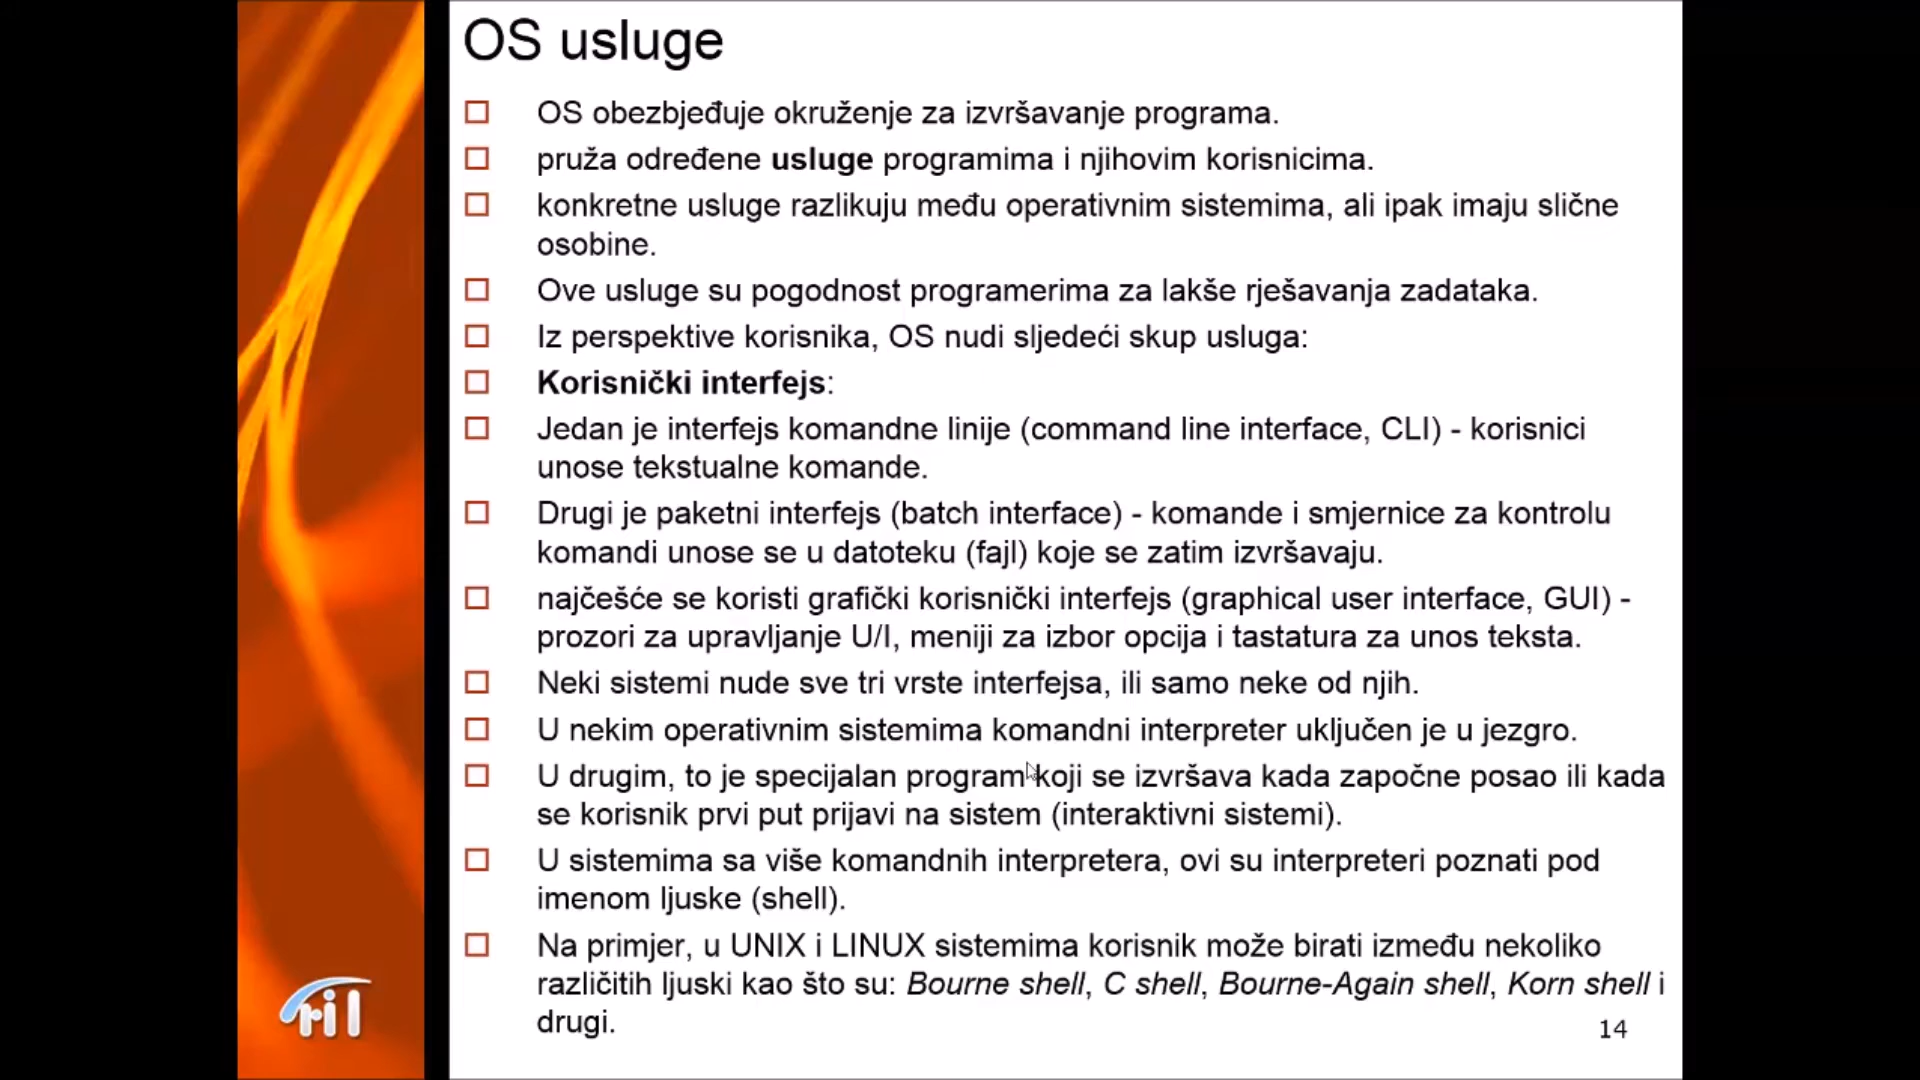 OS usluge
OS obezbjeđuje okruženje za izvršavanje programa.
pruža određene usluge programima i njihovim korisnicima.
konkretne usluge razlikuju među operativnim sistemima, ali ipak imaju slične
osobine.
Ove usluge su pogodnost programerima za lakše rješavanja zadataka.
Iz perspektive korisnika, OS nudi sljedeći skup usluga:
Korisnički interfejs:
Jedan je interfejs komandne linije (command line interface, CLI) - korisnici
unose tekstualne komande.
Drugi je paketni interfejs (batch interface) - komande i smjernice za kontrolu
komandi unose se u datoteku (fajl) koje se zatim izvršavaju.
najčešće se koristi grafički korisnički interfejs (graphical user interface, GUI) -
prozori za upravljanje U/I, meniji za izbor opcija i tastatura za unos teksta.
Neki sistemi nude sve tri vrste interfejsa, ili samo neke od njih.
U nekim operativnim sistemima komandni interpreter uključen je u jezgro.
U drugim, to je specijalan program koji se izvršava kada započne posao ili kada
se korisnik prvi put prijavi na sistem (interaktivni sistemi).
U sistemima sa više komandnih interpretera, ovi su interpreteri poznati pod
imenom ljuske (shell).
Na primjer, u UNIX i LINUX sistemima korisnik može birati između nekoliko
različitih ljuski kao što su: Bourne shell, C shell, Bourne-Again shell, Korn shell i
drugi.
14